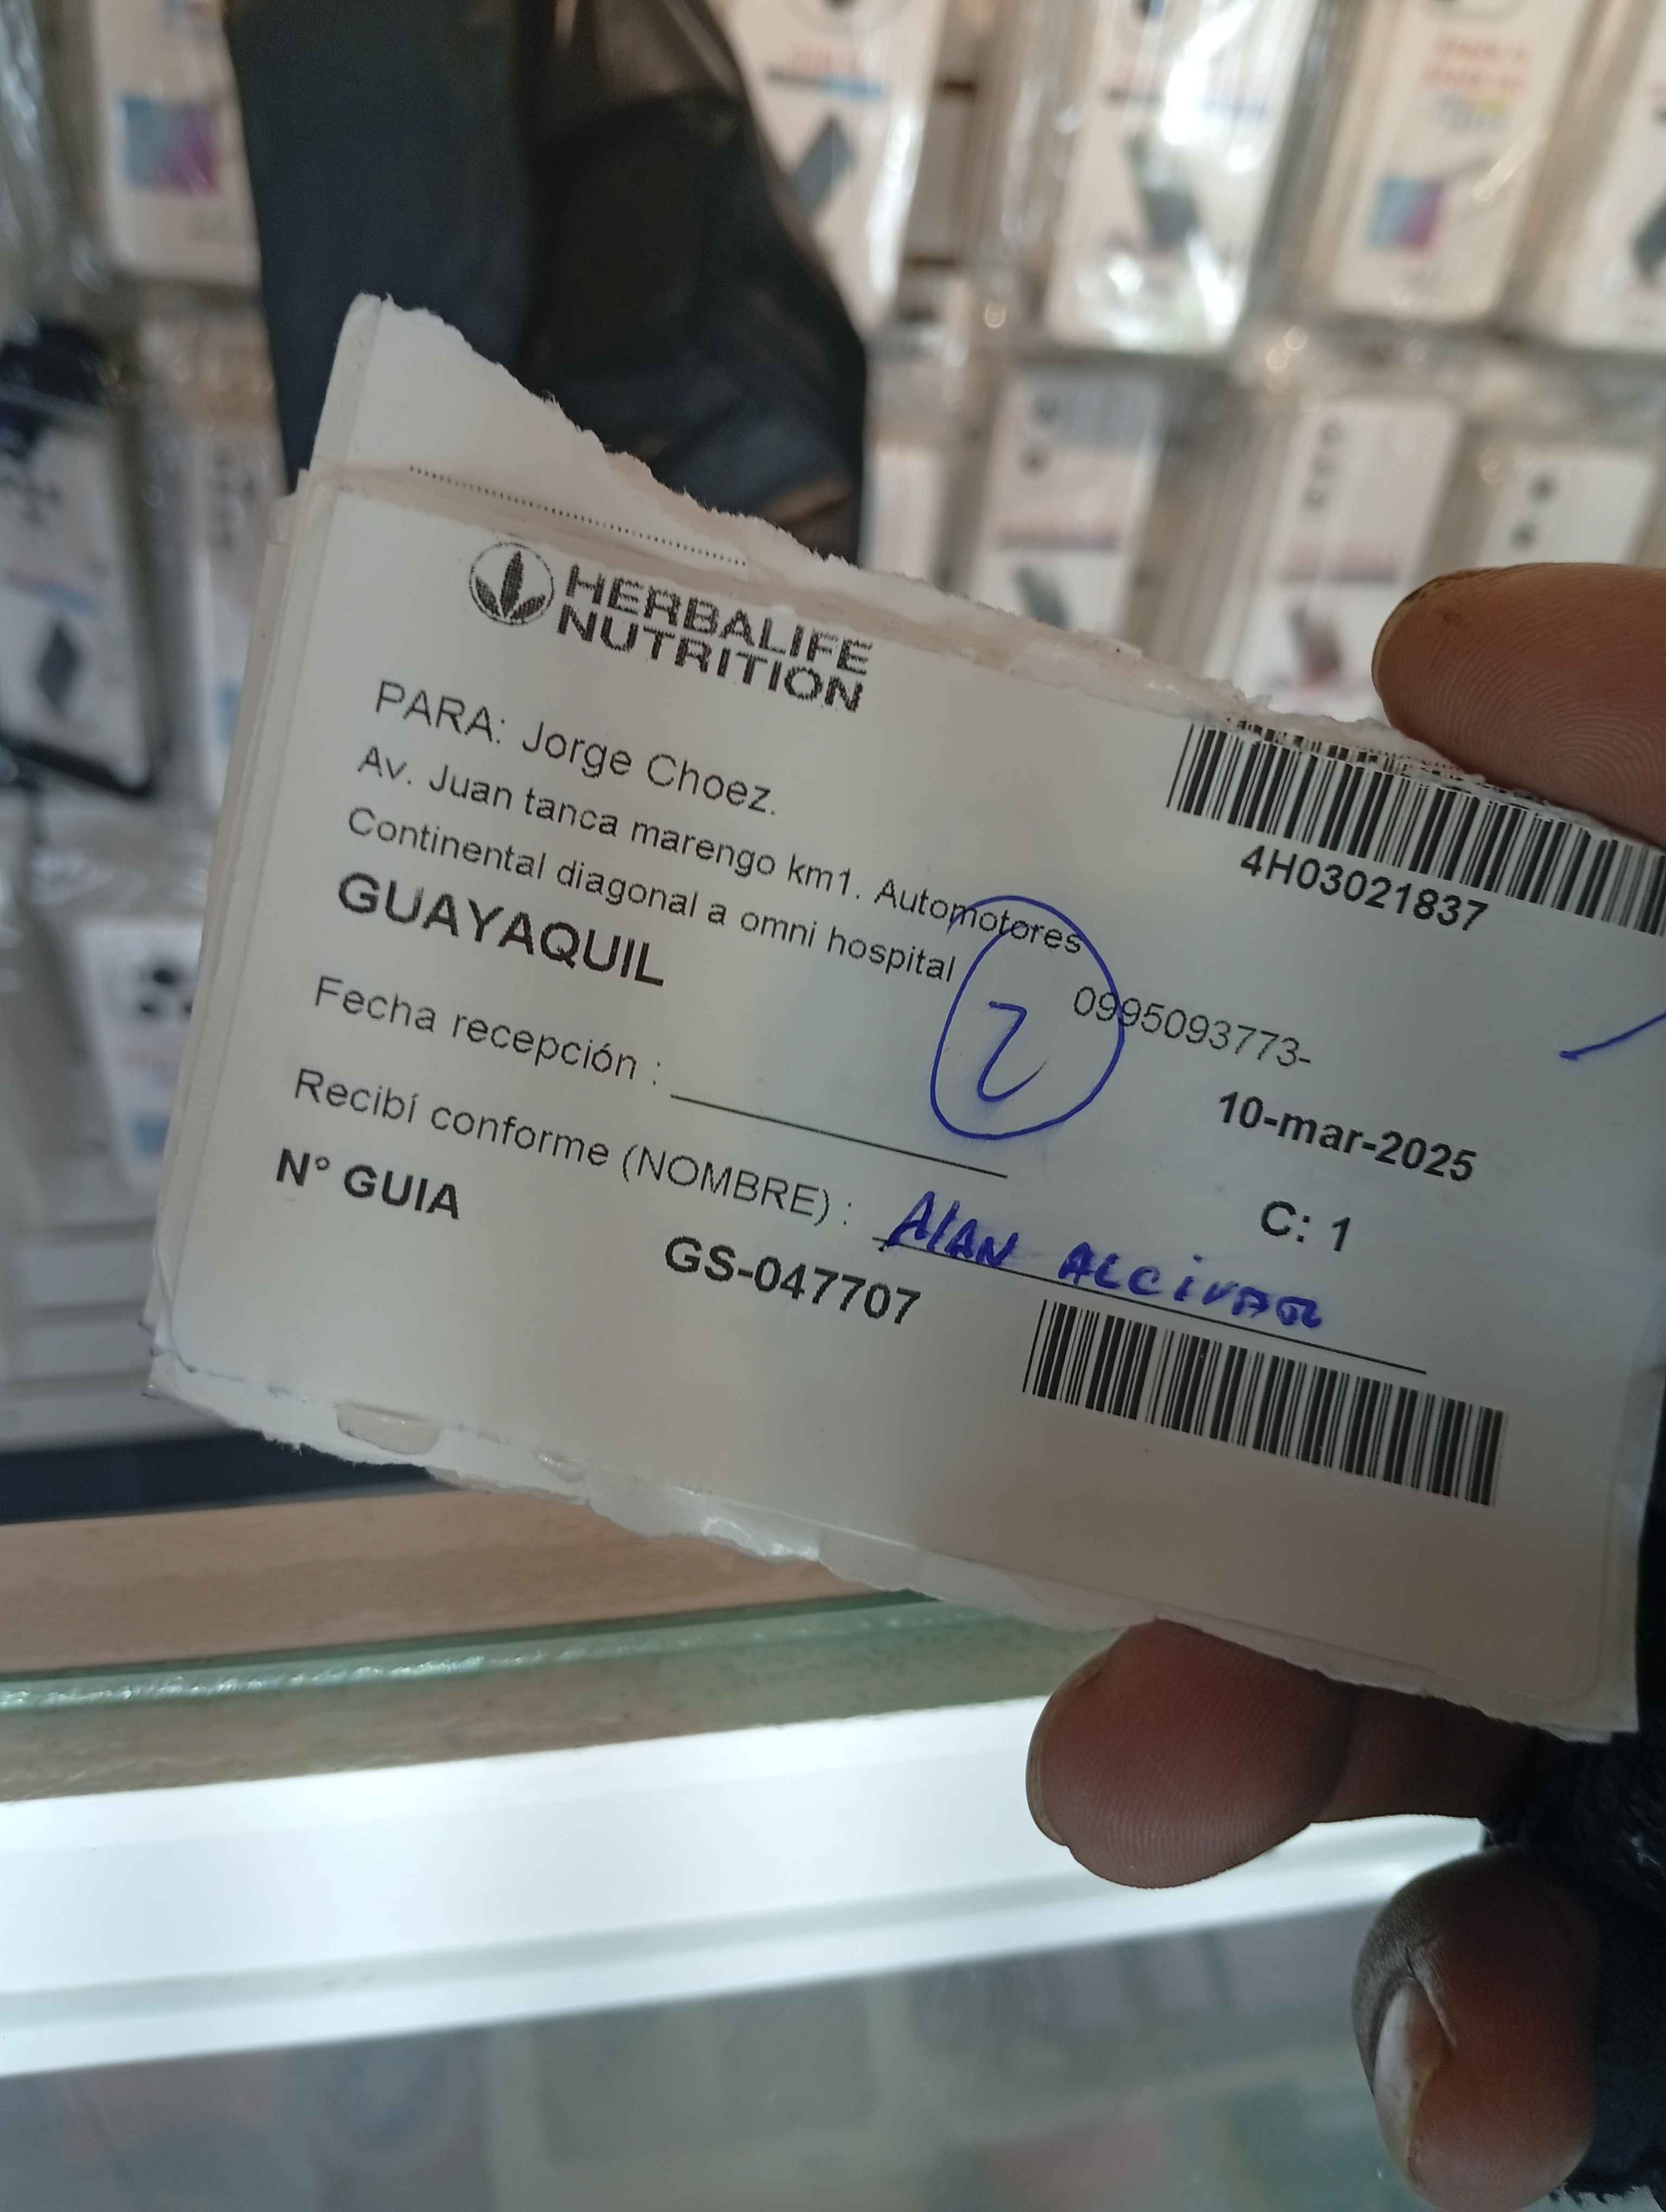 HERBALIFE
NUTRITION
4H03021837
PARA: Jorge Choez.
Av. Juan tanca marengo km1. Automotores
Continental diagonal a omni hospital
0995093773-
GUAYAQUIL
2
10-mar-2025
Fecha recepción :
C: 1
Recibí conforme (NOMBRE) : AlAN ALCiVAR
N° GUIA
GS-047707